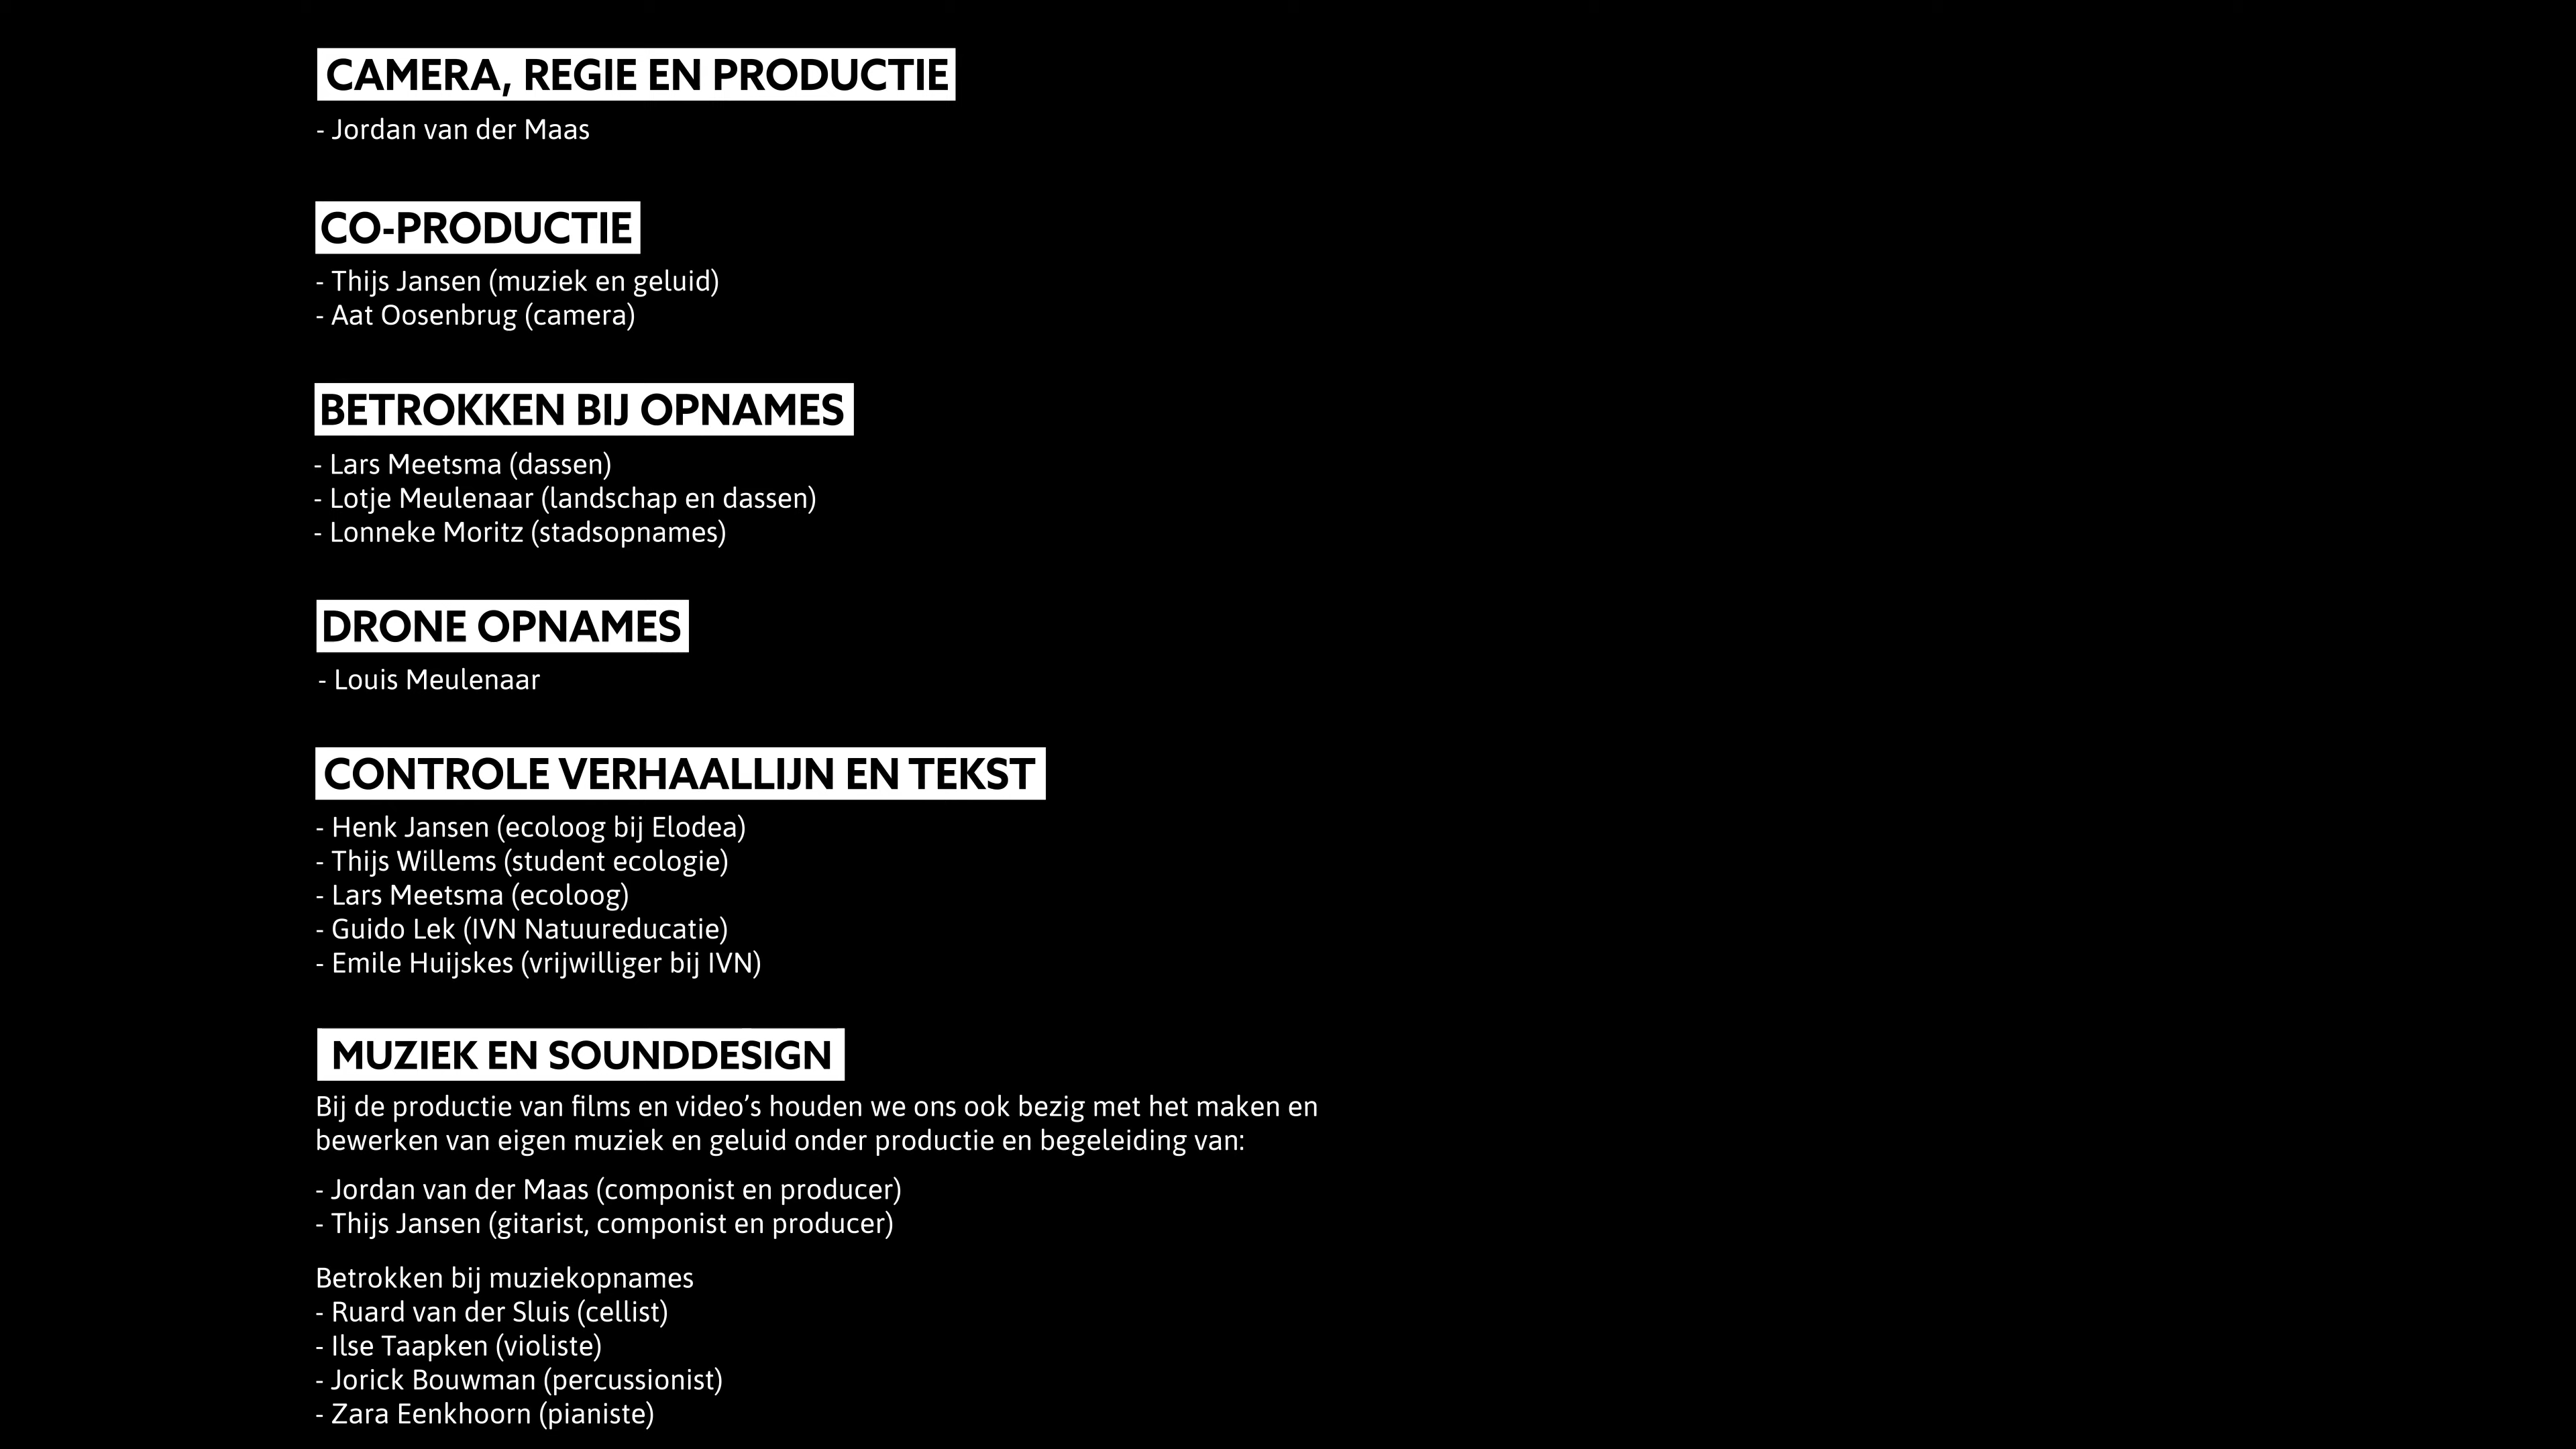 CAMERA, REGIE EN PRODUCTIE
- Jordan van der Maas
CO-PRODUCTIE
- Thijs Jansen (muziek en geluid)
- Aat Oosenbrug (camera)
BETROKKEN BIJ OPNAMES
- Lars Meetsma (dassen)
- Lotje Meulenaar (landschap en dassen)
- Lonneke Moritz (stadsopnames)
DRONE OPNAMES
- Louis Meulenaar
CONTROLE VERHAALLIJN EN TEKST
- Henk Jansen (ecoloog bij Elodea)
- Thijs Willems (student ecologie)
- Lars Meetsma (ecoloog)
- Guido Lek (IVN Natuureducatie)
- Emile Huijskes (vrijwilliger bij IVN)
MUZIEK EN SOUNDDESIGN
Bij de productie van films en video’s houden we ons ook bezig met het maken en
bewerken van eigen muziek en geluid onder productie en begeleiding van:
- Jordan van der Maas (componist en producer)
- Thijs Jansen (gitarist, componist en producer)
Betrokken bij muziekopnames
- Ruard van der Sluis (cellist)
- Ilse Taapken (violiste)
- Jorick Bouwman (percussionist)
- Zara Eenkhoorn (pianiste)